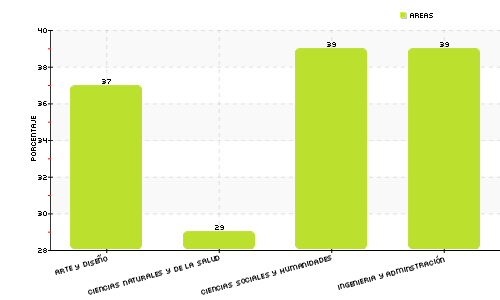 AREAS
40
38
36
34
32
30
28
PORCENTAJE
37
29
39
39
ARTE Y DISEÑO
CIENCIAS NATURALES Y DE LA SALUD
CIENCIAS SOCIALES Y HUMANIDADES
INGENIERIA Y ADMINSTRACIÓN